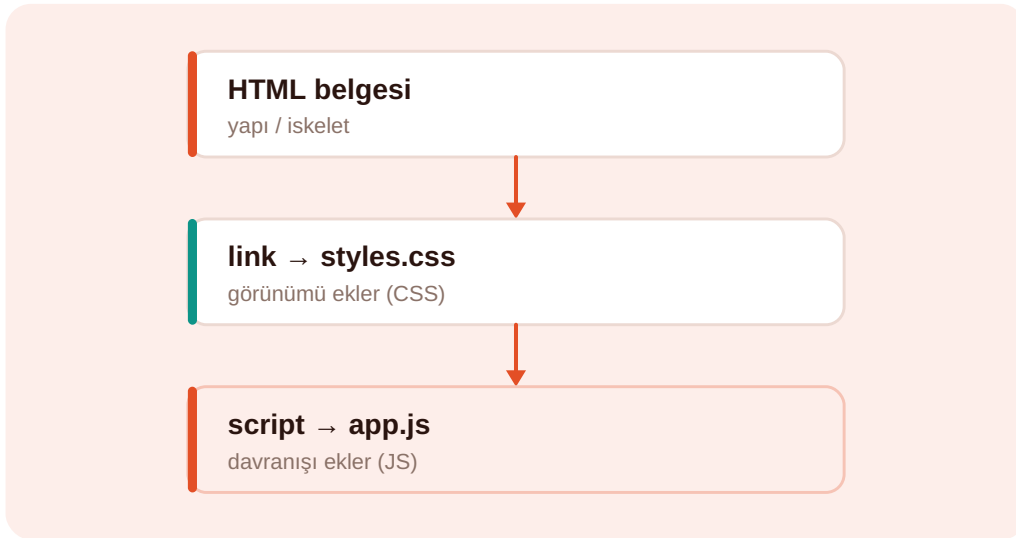 HTML belgesi
yapı / iskelet
link → styles.css
görünümü ekler (CSS)
script → app.js
davranışı ekler (JS)